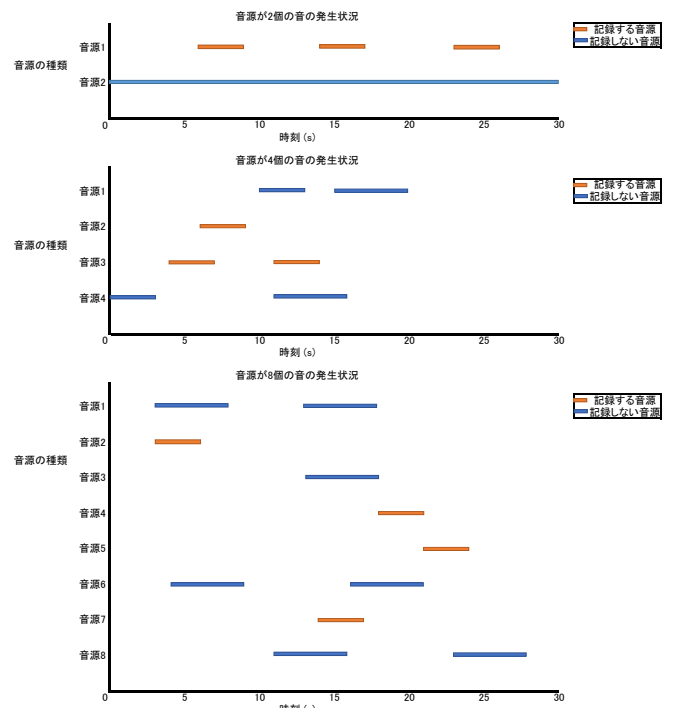 音源が2個の音の発生状況
記録する音源
記録しない音源
音源の種類
音源1
音源2
0 5 10 15 20 25 30
時刻(s)
音源が4個の音の発生状況
記録する音源
記録しない音源
音源の種類
音源1
音源2
音源3
音源4
0 5 10 15 20 25 30
時刻(s)
音源が8個の音の発生状況
記録する音源
記録しない音源
音源の種類
音源1
音源2
音源3
音源4
音源5
音源6
音源7
音源8
0 5 10 15 20 25 30
時刻(s)